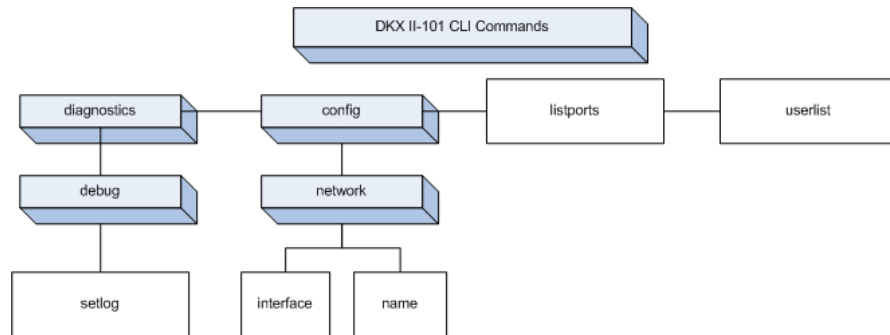 DKX II-101 CLI Commands
diagnostics
config
listports
userlist
debug
network
setlog
interface
name